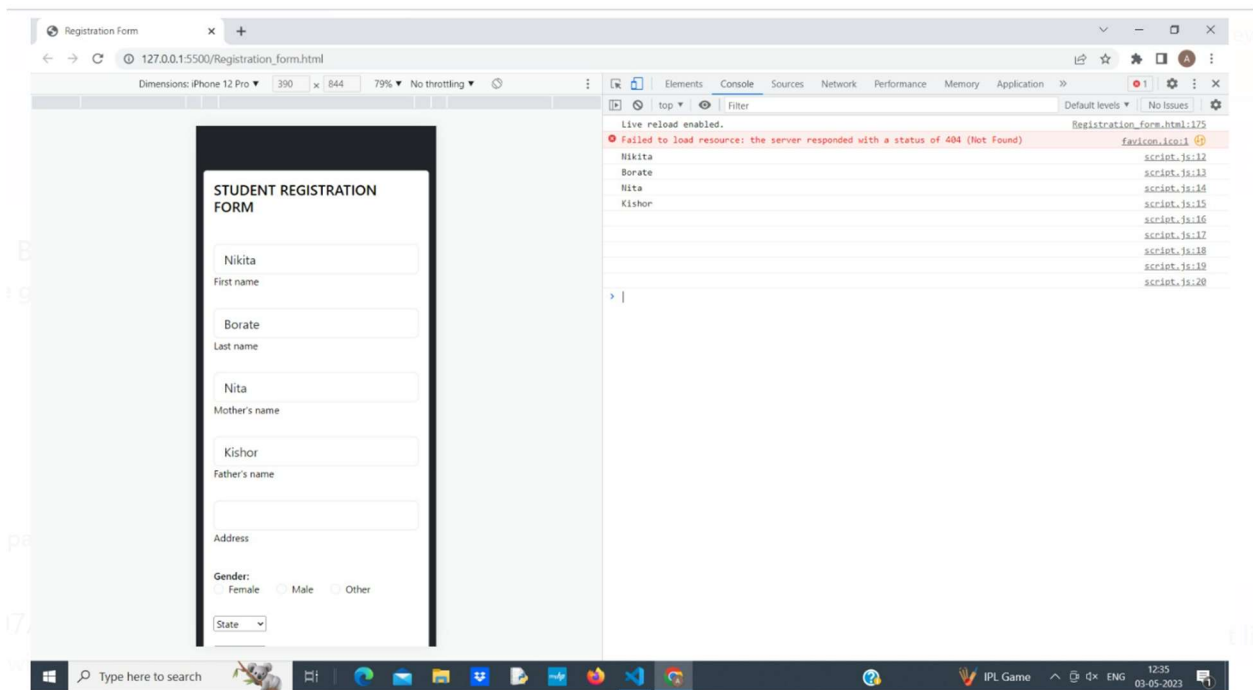 Registration Form
127.0.0.1:5500/Registration_form.html
A
Dimensions: iPhone 12 Pro ▼ 390 x 844 79% ▼ No throttling ▼
Elements Console Sources Network Performance Memory Application » 1
top ▼ Filter Default levels ▼ No Issues
Live reload enabled. Registration_form.html:175
Failed to load resource: the server responded with a status of 404 (Not Found) favicon.ico:1
Nikita script.js:12
Borate script.js:13
Nita script.js:14
Kishor script.js:15
script.js:16
script.js:17
script.js:18
script.js:19
script.js:20
STUDENT REGISTRATION
FORM
Nikita
First name
Borate
Last name
Nita
Mother's name
Kishor
Father's name
Address
Gender:
Female Male Other
State
Type here to search
IPL Game
ENG
12:35
03-05-2023
1